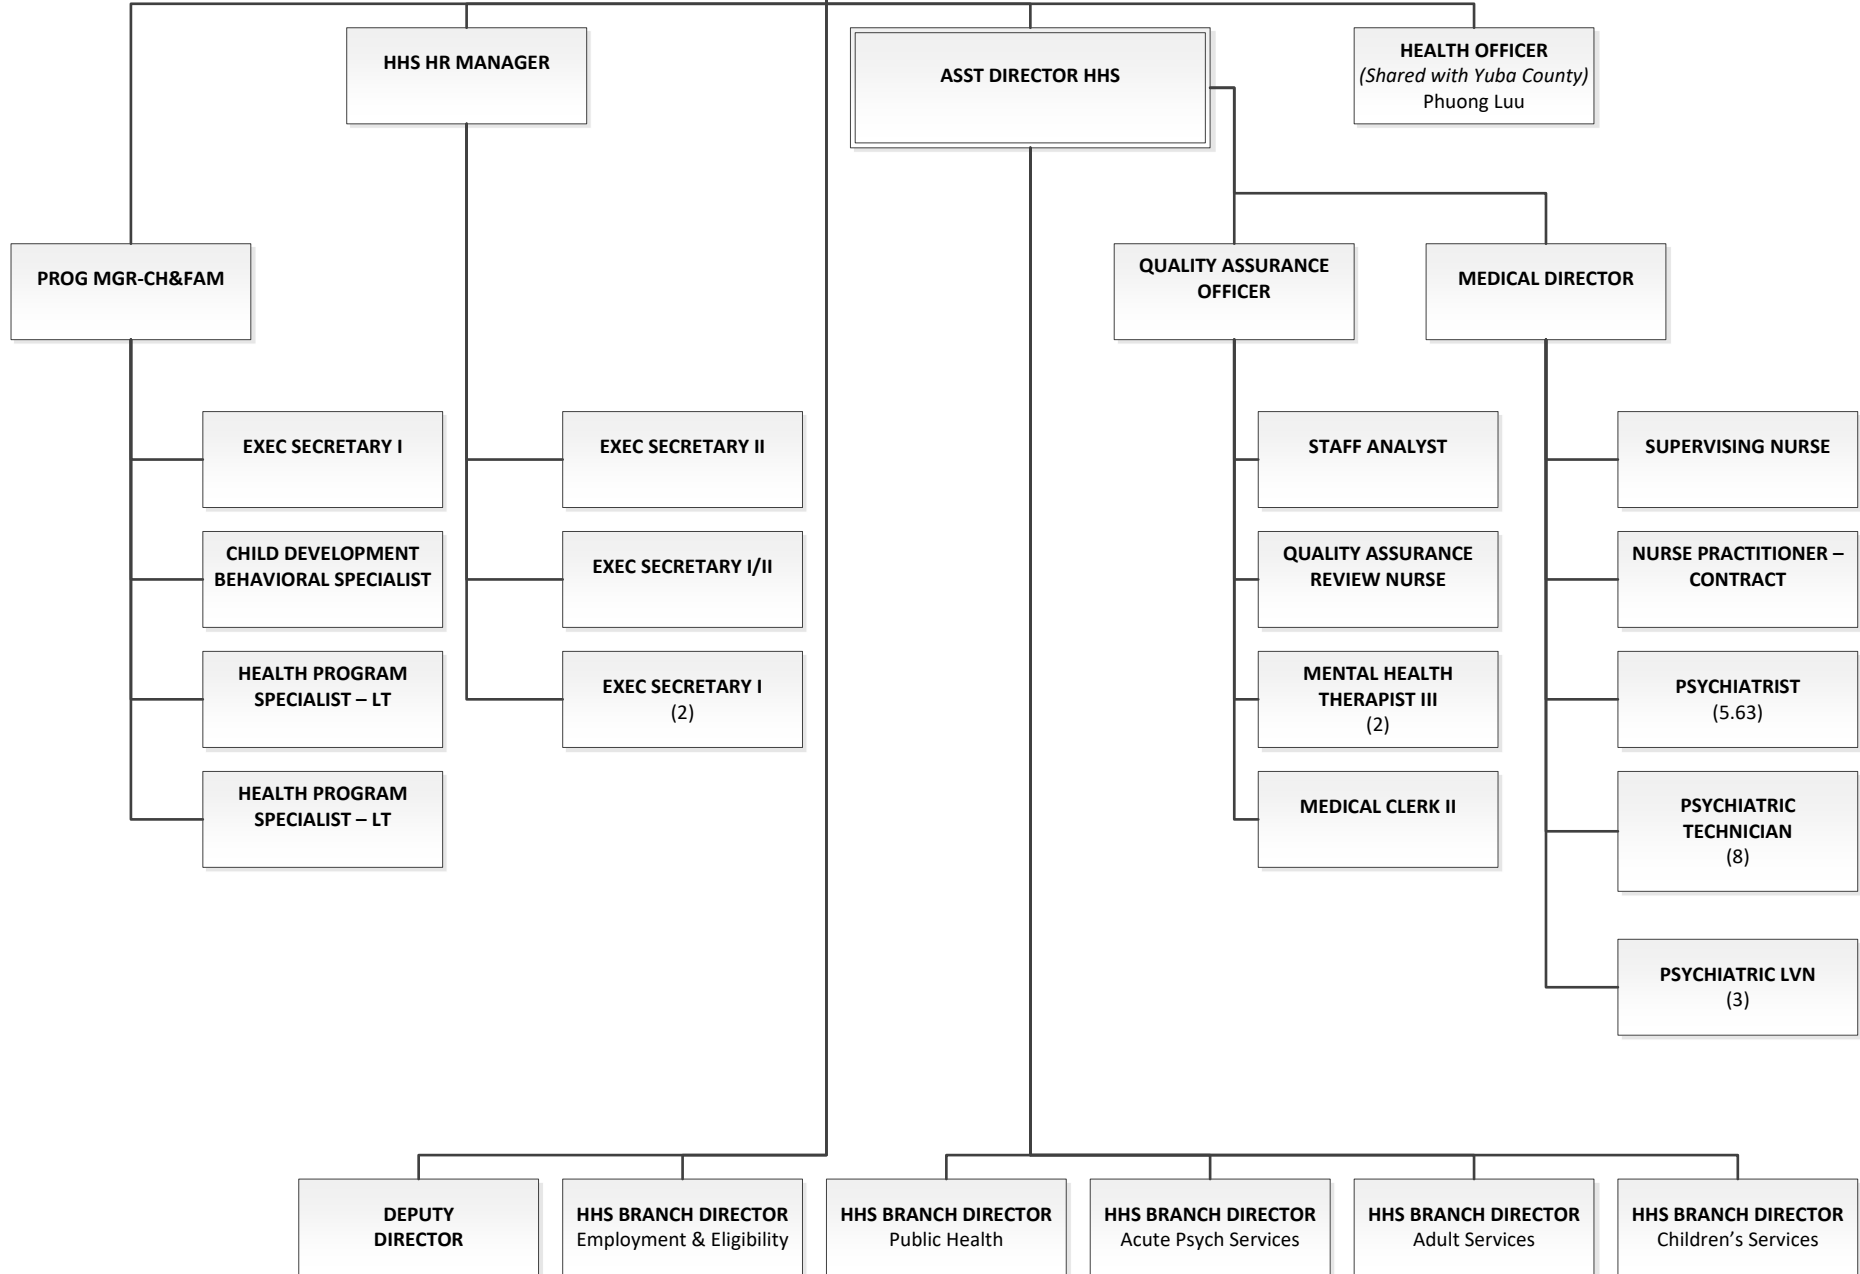 HHS HR MANAGER
ASST DIRECTOR HHS
HEALTH OFFICER
(Shared with Yuba County)
Phuong Luu
PROG MGR-CH&FAM
QUALITY ASSURANCE
OFFICER
MEDICAL DIRECTOR
EXEC SECRETARY I
CHILD DEVELOPMENT
BEHAVIORAL SPECIALIST
HEALTH PROGRAM
SPECIALIST – LT
HEALTH PROGRAM
SPECIALIST – LT
EXEC SECRETARY II
EXEC SECRETARY I/II
EXEC SECRETARY I
(2)
STAFF ANALYST
QUALITY ASSURANCE
REVIEW NURSE
MENTAL HEALTH
THERAPIST III
(2)
MEDICAL CLERK II
SUPERVISING NURSE
NURSE PRACTITIONER –
CONTRACT
PSYCHIATRIST
(5.63)
PSYCHIATRIC
TECHNICIAN
(8)
PSYCHIATRIC LVN
(3)
DEPUTY
DIRECTOR
HHS BRANCH DIRECTOR
Employment & Eligibility
HHS BRANCH DIRECTOR
Public Health
HHS BRANCH DIRECTOR
Acute Psych Services
HHS BRANCH DIRECTOR
Adult Services
HHS BRANCH DIRECTOR
Children's Services